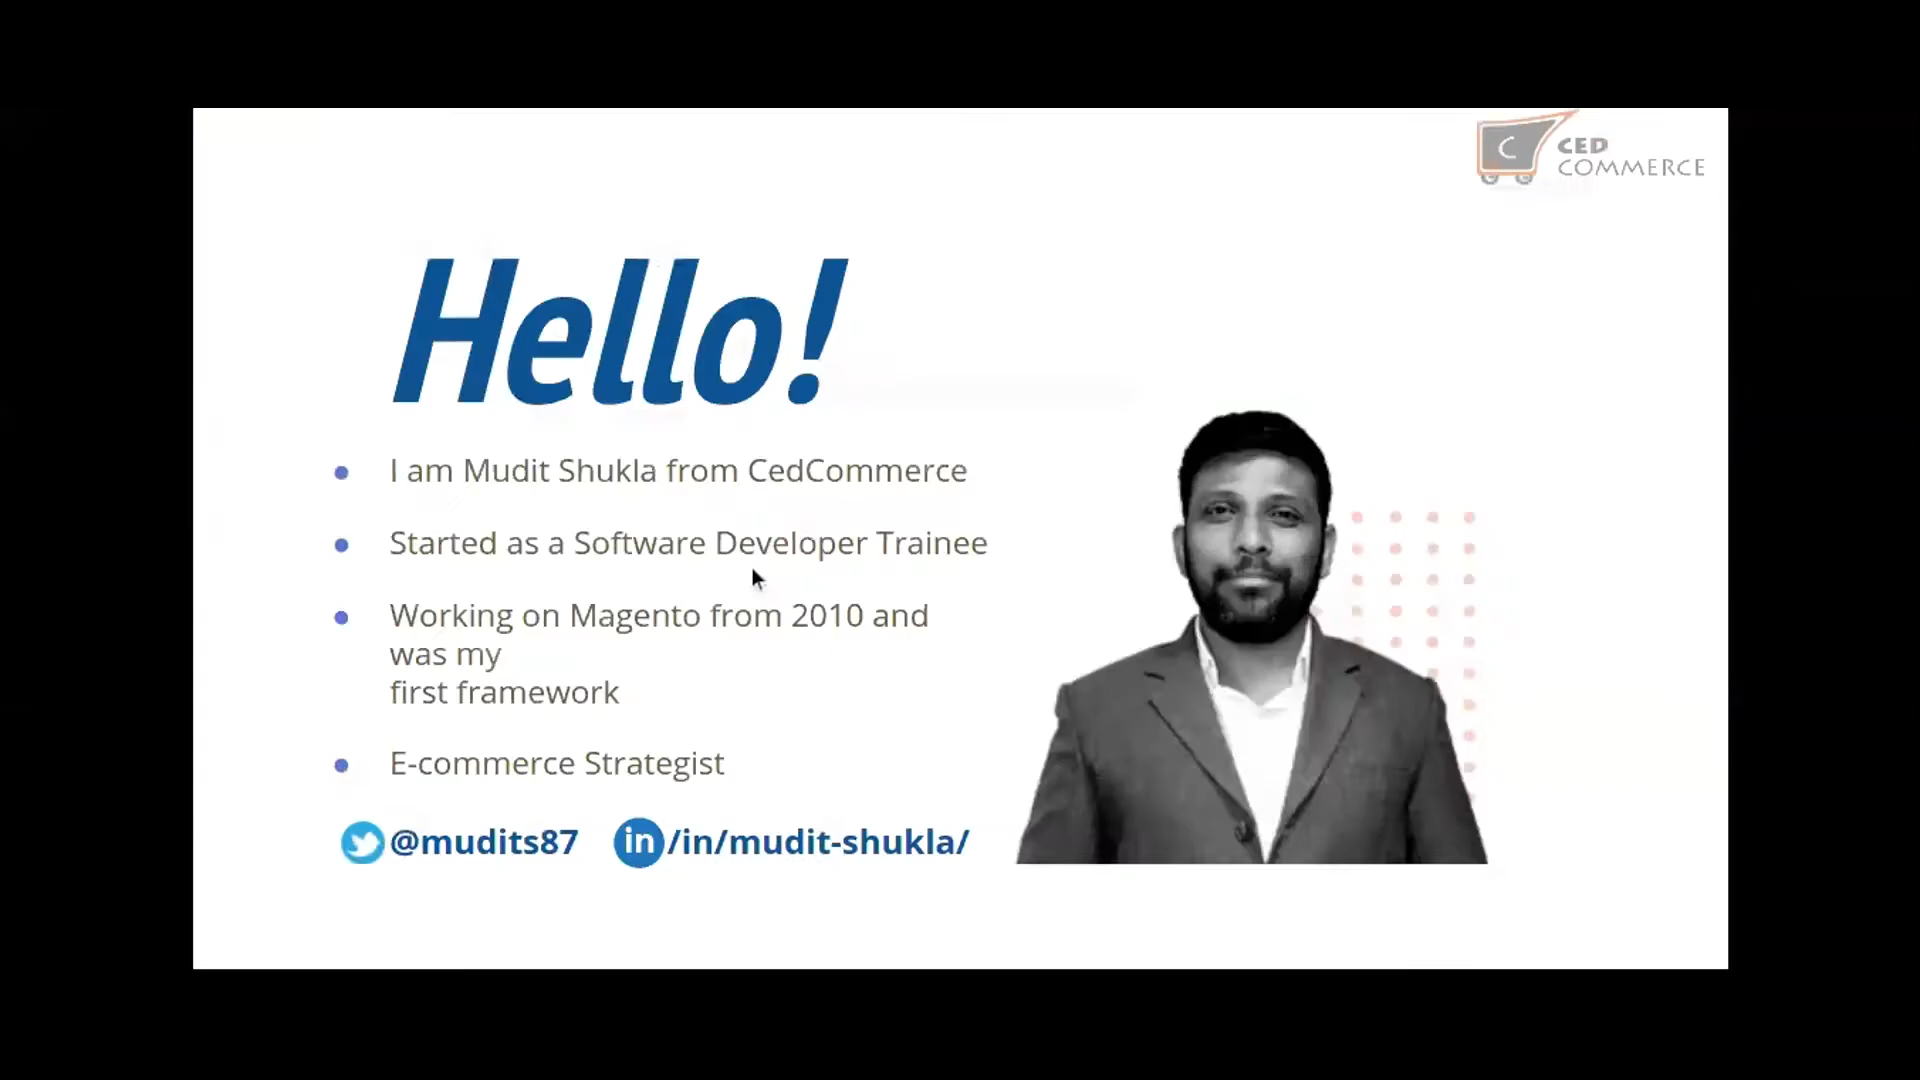 C
CED
COMMERCE
Hello!
I am Mudit Shukla from CedCommerce
Started as a Software Developer Trainee
Working on Magento from 2010 and
was my
first framework
E-commerce Strategist
@mudits87
in /in/mudit-shukla/